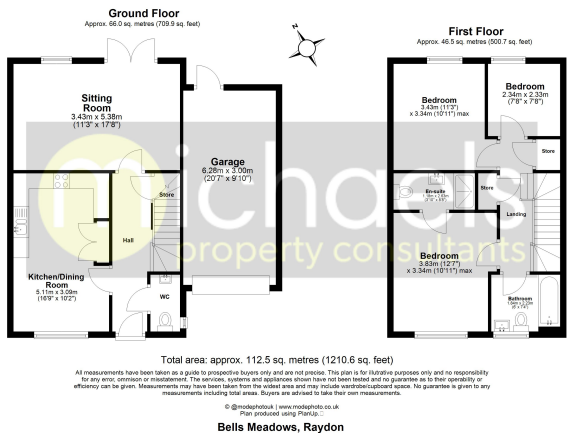 Ground Floor
Approx. 66.0 sq. metres (709.9 sq. feet)
Sitting
Room
3.43m x 5.38m
(11'3" x 17'8")
Garage
6.28m x 3.00m
(20'7" x 9'10")
Store
Hall
Kitchen/Dining
Room
5.11m x 3.09m
(16'9" x 10'2")
WC
N
First Floor
Approx. 46.5 sq. metres (500.7 sq. feet)
Bedroom
3.43m (11'3")
x 3.34m (10'11") max
Bedroom
2.34m x 2.33m
(7'8" x 7'8")
Store
En-suite
Store
Landing
Bedroom
3.83m (12'7")
x 3.34m (10'11") max
Bathroom
michaels
property consultants
Total area: approx. 112.5 sq. metres (1210.6 sq. feet)
All measurements have been taken as a guide to prospective buyers only and are not precise. This plan is for illustrative purposes only and no responsibility
for any error, ommison or misstatement. The services, systems and appliances shown have not been tested and no guarantee as to their operability or
efficiency can be given. Measurements may have been taken from the widest area and may include wardrobe/cupboard space. No guarantee is given to any
measurements including total areas. Buyers are advised to take their own measurements.
© @modephotouk | www.modephoto.co.uk
Plan produced using PlanUp.
Bells Meadows, Raydon